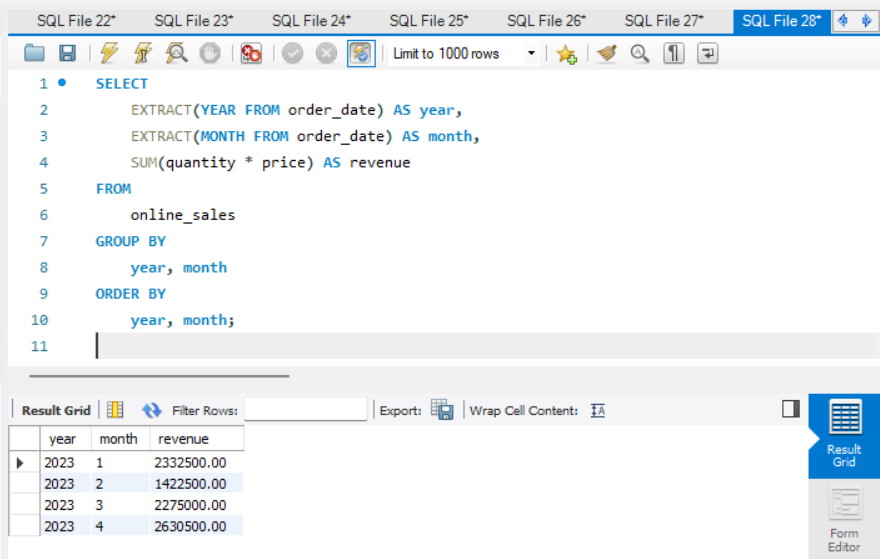 SQL File 22* SQL File 23* SQL File 24* SQL File 25* SQL File 26* SQL File 27* SQL File 28*
Limit to 1000 rows
1 SELECT
2 EXTRACT(YEAR FROM order_date) AS year,
3 EXTRACT(MONTH FROM order_date) AS month,
4 SUM(quantity * price) AS revenue
5 FROM
6 online_sales
7 GROUP BY
8 year, month
9 ORDER BY
10 year, month;
11
Result Grid Filter Rows: Export: Wrap Cell Content: IA
year month revenue
2023 1 2332500.00
2023 2 1422500.00
2023 3 2275000.00
2023 4 2630500.00
Result
Grid
Form
Editor